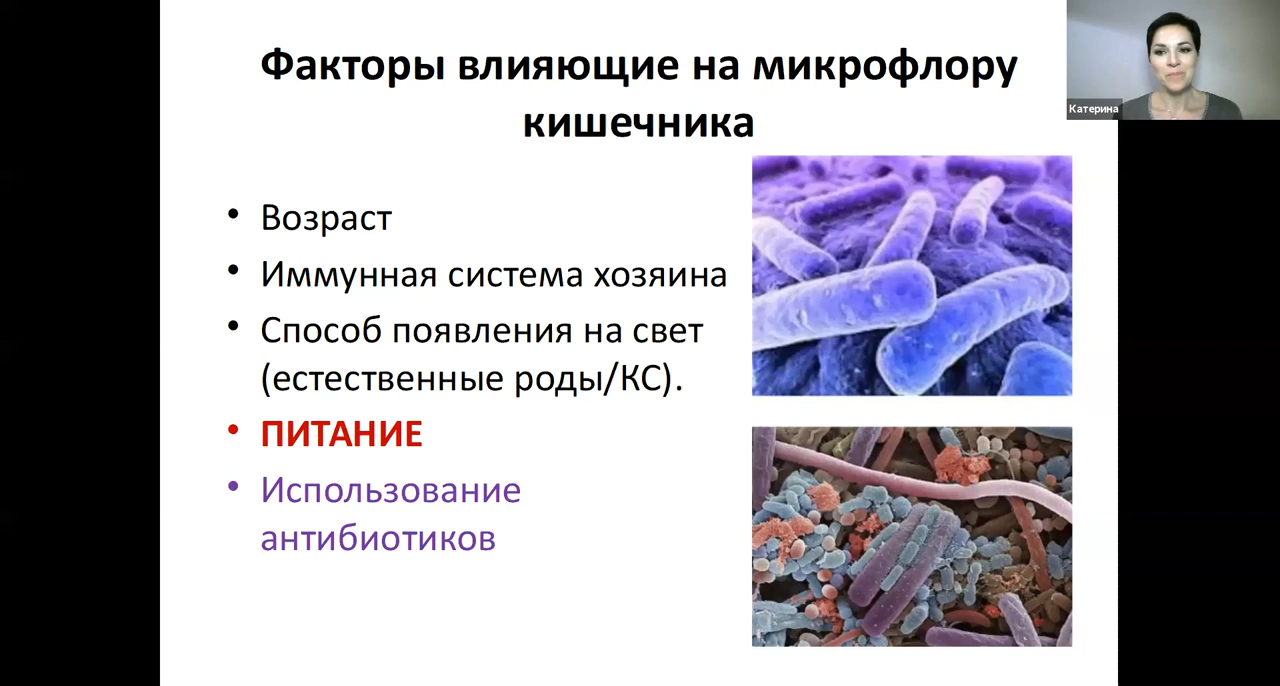 Факторы влияющие на микрофлору
кишечника
Катерина
• Возраст
• Иммунная система хозяина
• Способ появления на свет
(естественные роды/КС).
• ПИТАНИЕ
• Использование
антибиотиков